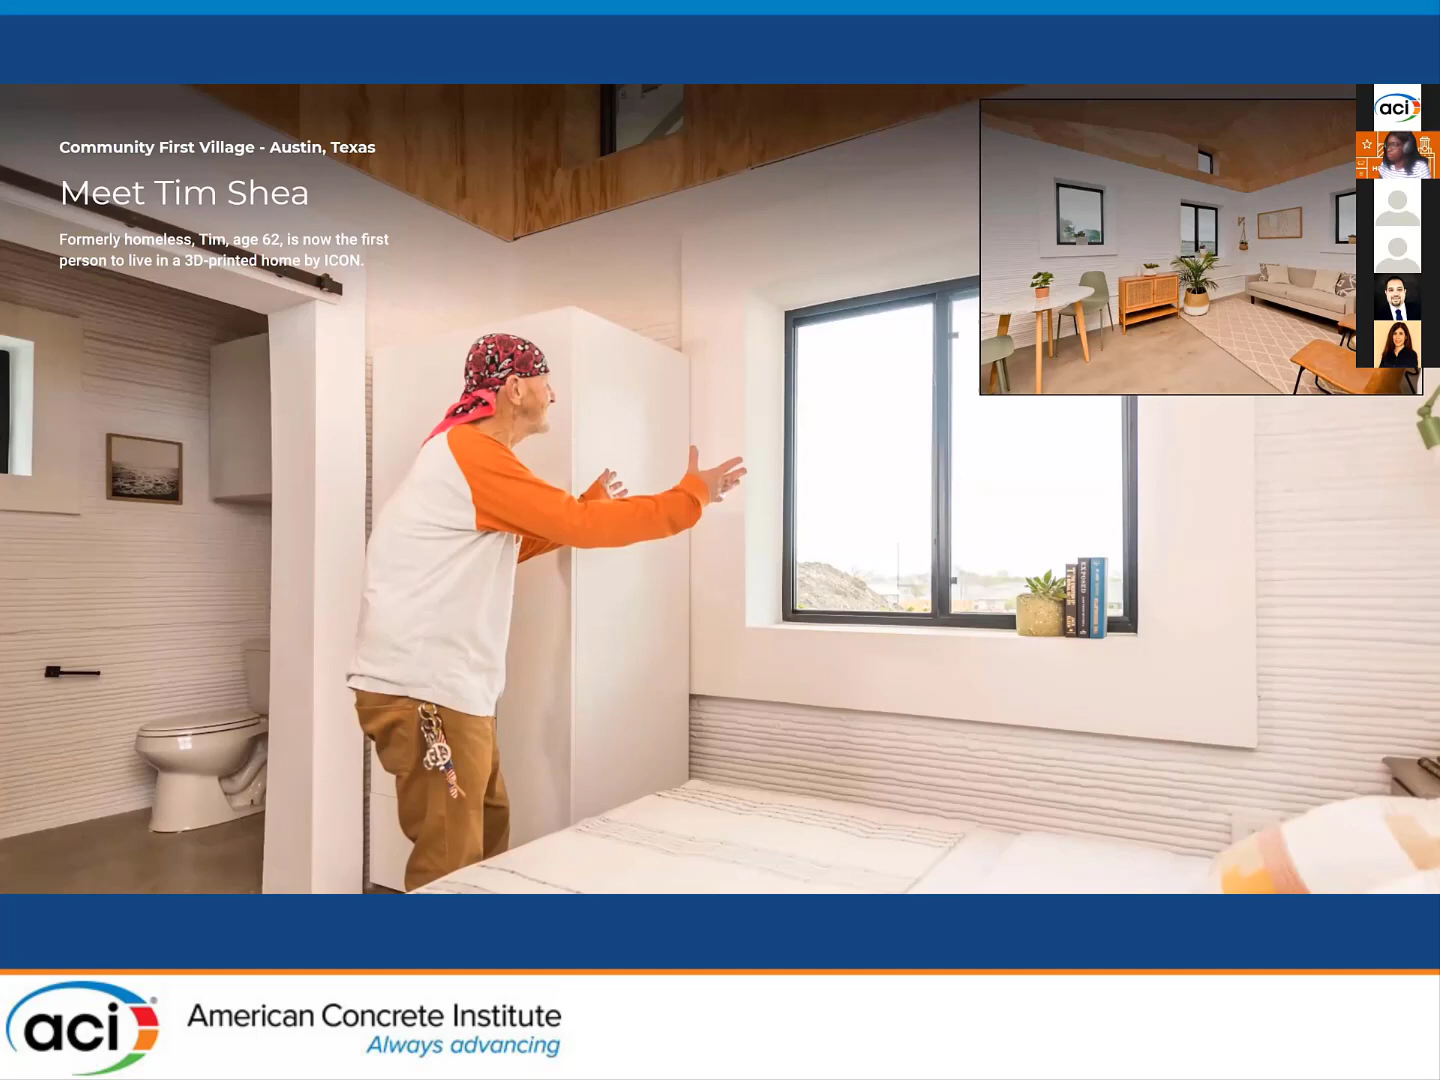 Community First Village - Austin, Texas
Meet Tim Shea
Formerly homeless, Tim, age 62, is now the first
person to live in a 3D-printed home by ICON.
aci
EXPOSED
aci
American Concrete Institute
Always advancing